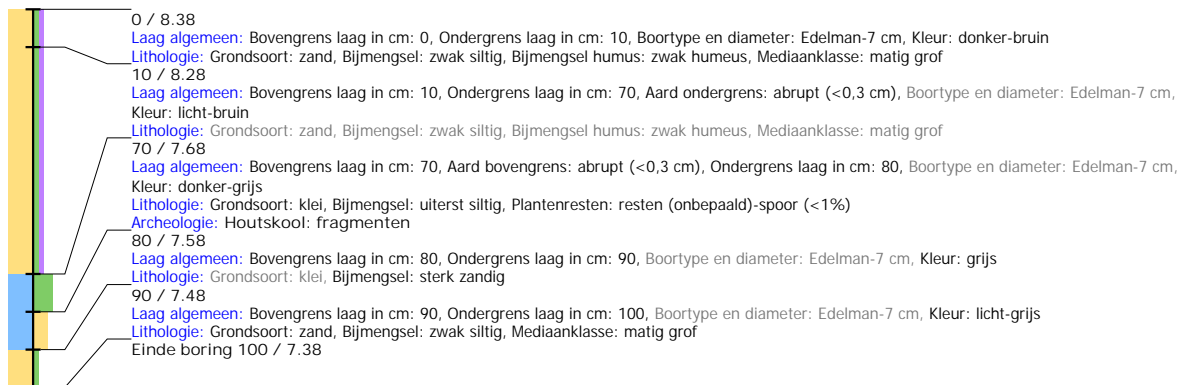 0 / 8.38
Laag algemeen: Bovengrens laag in cm: 0, Ondergrens laag in cm: 10, Boortype en diameter: Edelman-7 cm, Kleur: donker-bruin
Lithologie: Grondsoort: zand, Bijmengsel: zwak siltig, Bijmengsel humus: zwak humeus, Mediaanklasse: matig grof
10 / 8.28
Laag algemeen: Bovengrens laag in cm: 10, Ondergrens laag in cm: 70, Aard ondergrens: abrupt (<0,3 cm), Boortype en diameter: Edelman-7 cm,
Kleur: licht-bruin
Lithologie: Grondsoort: zand, Bijmengsel: zwak siltig, Bijmengsel humus: zwak humeus, Mediaanklasse: matig grof
70 / 7.68
Laag algemeen: Bovengrens laag in cm: 70, Aard bovengrens: abrupt (<0,3 cm), Ondergrens laag in cm: 80, Boortype en diameter: Edelman-7 cm,
Kleur: donker-grijs
Lithologie: Grondsoort: klei, Bijmengsel: uiterst siltig, Plantenresten: resten (onbepaald)-spoor (<1%)
Archeologie: Houtskool: fragmenten
80 / 7.58
Laag algemeen: Bovengrens laag in cm: 80, Ondergrens laag in cm: 90, Boortype en diameter: Edelman-7 cm, Kleur: grijs
Lithologie: Grondsoort: klei, Bijmengsel: sterk zandig
90 / 7.48
Laag algemeen: Bovengrens laag in cm: 90, Ondergrens laag in cm: 100, Boortype en diameter: Edelman-7 cm, Kleur: licht-grijs
Lithologie: Grondsoort: zand, Bijmengsel: zwak siltig, Mediaanklasse: matig grof
Einde boring 100 / 7.38